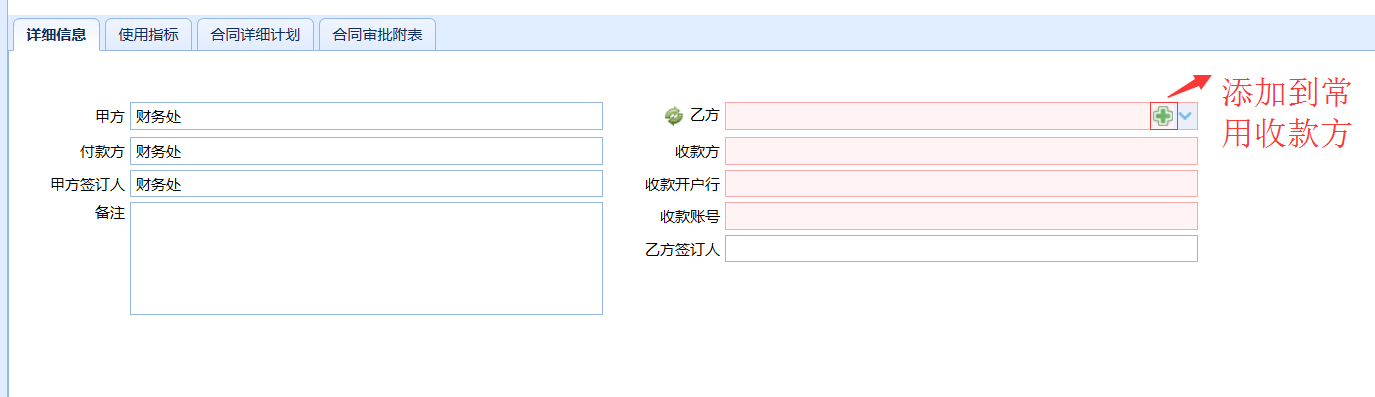 详细信息 使用指标 合同详细计划 合同审批附表
甲方 财务处
付款方 财务处
甲方签订人 财务处
备注
乙方
收款方
收款开户行
收款账号
乙方签订人
添加到常
用收款方